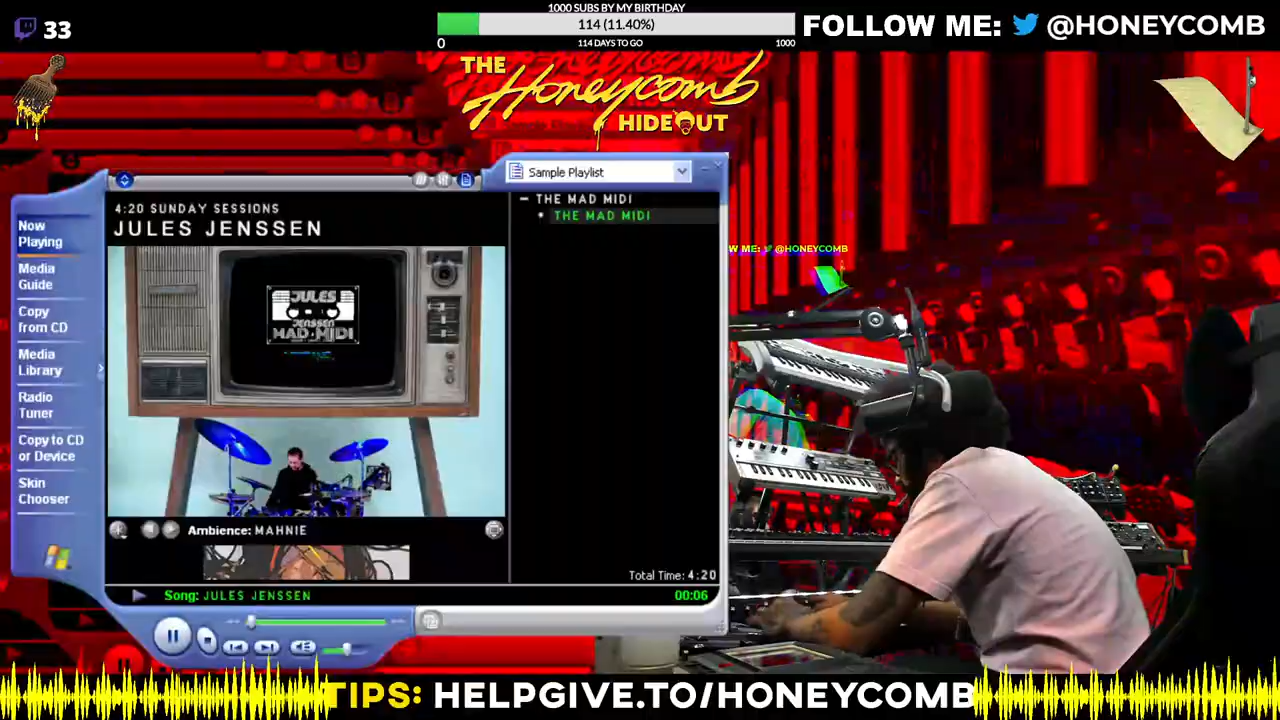 33
1000 SUBS BY MY BIRTHDAY
114 (11.40%)
0
114 DAYS TO GO
1000
FOLLOW ME: @HONEYCOMB
THE
Honeycomb
HIDEOUT
Sample Playlist
4:20 SUNDAY SESSIONS
JULES JENSSEN
THE MAD MIDI
THE MAD MIDI
Now
Playing
Media
Guide
Copy
from CD
Media
Library
Radio
Tuner
Copy to CD
or Device
Skin
Chooser
JULES
JENSSEN
MAD MIDI
W ME: @HONEYCOMB
Ambience: MAHNIE
Total Time: 4:20
Song: JULES JENSSEN
00:06
TIPS: HELPGIVE.TO/HONEYCOMB